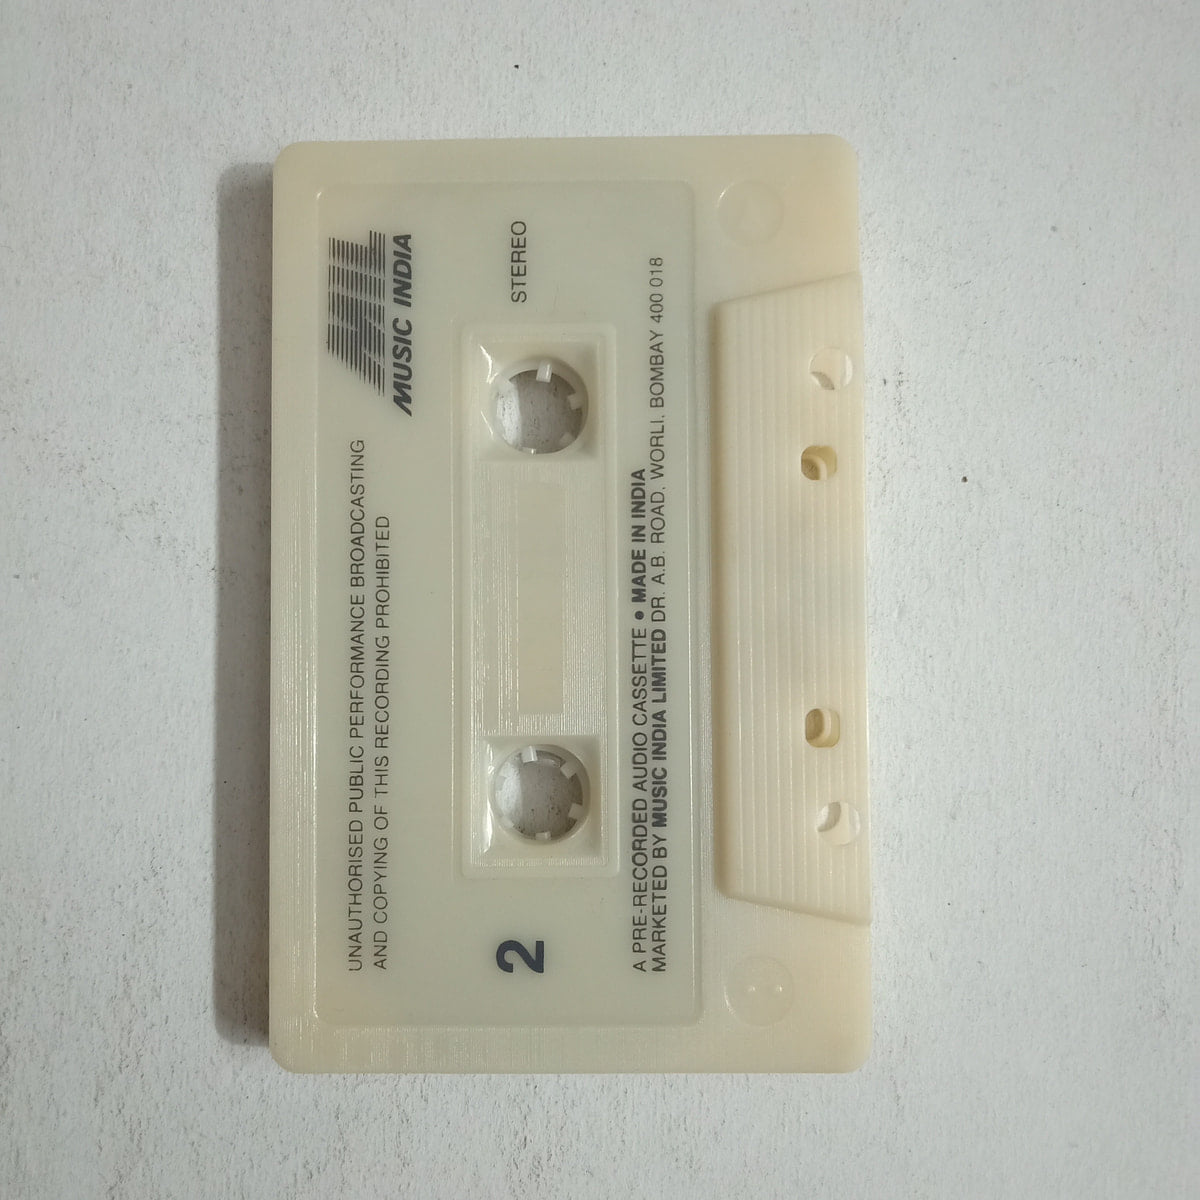 UNAUTHORISED PUBLIC PERFORMANCE BROADCASTING
AND COPYING OF THIS RECORDING PROHIBITED
MIL
MUSIC INDIA
2
STEREO
A PRE-RECORDED AUDIO CASSETTE • MADE IN INDIA
MARKETED BY MUSIC INDIA LIMITED DR. A.B. ROAD, WORLI, BOMBAY 400 018